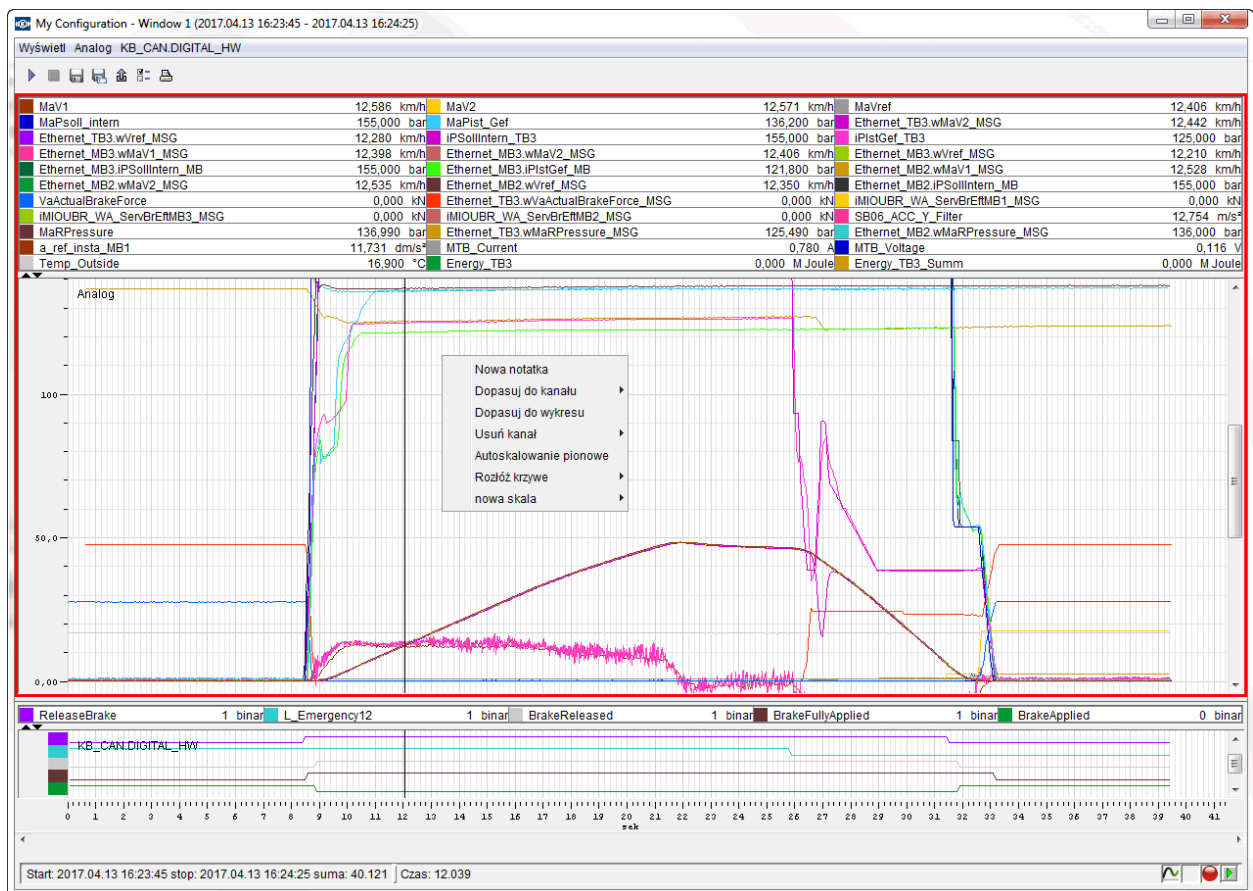 My Configuration - Window 1 (2017.04.13 16:23:45 - 2017.04.13 16:24:25)
Wyświetl Analog KB_CAN.DIGITAL_HW
MaV1 12,586 km/h MaV2 12,571 km/h MaVref 12,406 km/h
MaPsoll_intern 155,000 bar MaPist_Gef 136,200 bar Ethernet_TB3.wMaV2_MSG 12,442 km/h
Ethernet_TB3.wVref_MSG 12,280 km/h iPSollIntern_TB3 155,000 bar iPIstGef_TB3 125,000 bar
Ethernet_MB3.wMaV1_MSG 12,398 km/h Ethernet_MB3.wMaV2_MSG 12,406 km/h Ethernet_MB3.wVref_MSG 12,210 km/h
Ethernet_MB3.iPSollIntern_MB 155,000 bar Ethernet_MB3.iPIstGef_MB 121,800 bar Ethernet_MB2.wMaV1_MSG 12,528 km/h
Ethernet_MB2.wMaV2_MSG 12,535 km/h Ethernet_MB2.wVref_MSG 12,350 km/h Ethernet_MB2.iPSollIntern_MB 155,000 bar
VaActualBrakeForce 0,000 kN Ethernet_TB3.wVaActualBrakeForce_MSG 0,000 kN iMIOUBR_WA_ServBrEffMB1_MSG 0,000 kN
iMIOUBR_WA_ServBrEffMB3_MSG 0,000 kN iMIOUBR_WA_ServBrEffMB2_MSG 0,000 kN SB06_ACC_Y_Filter 12,754 m/s²
MaRPressure 136,990 bar Ethernet_TB3.wMaRPressure_MSG 125,490 bar Ethernet_MB2.wMaRPressure_MSG 136,000 bar
a_ref_insta_MB1 11,731 dm/s² MTB_Current 0,780 A MTB_Voltage 0,116 V
Temp_Outside 16,900 °C Energy_TB3 0,000 M Joule Energy_TB3_Summ 0,000 M Joule
Analog
100
50,0
0,00
Nowa notatka
Dopasuj do kanału
Dopasuj do wykresu
Usuń kanał
Autoskalowanie pionowe
Rozłóż krzywe
nowa skala
ReleaseBrake 1 binar L_Emergency12 1 binar BrakeReleased 1 binar BrakeFullyApplied 1 binar BrakeApplied 0 binar
KB_CAN.DIGITAL_HW
0 1 2 3 4 5 6 7 8 9 10 11 12 13 14 15 16 17 18 19 20 21 22 23 24 25 26 27 28 29 30 31 32 33 34 35 36 37 38 39 40 41
sek
Start: 2017.04.13 16:23:45 stop: 2017.04.13 16:24:25 suma: 40.121 Czas: 12.039